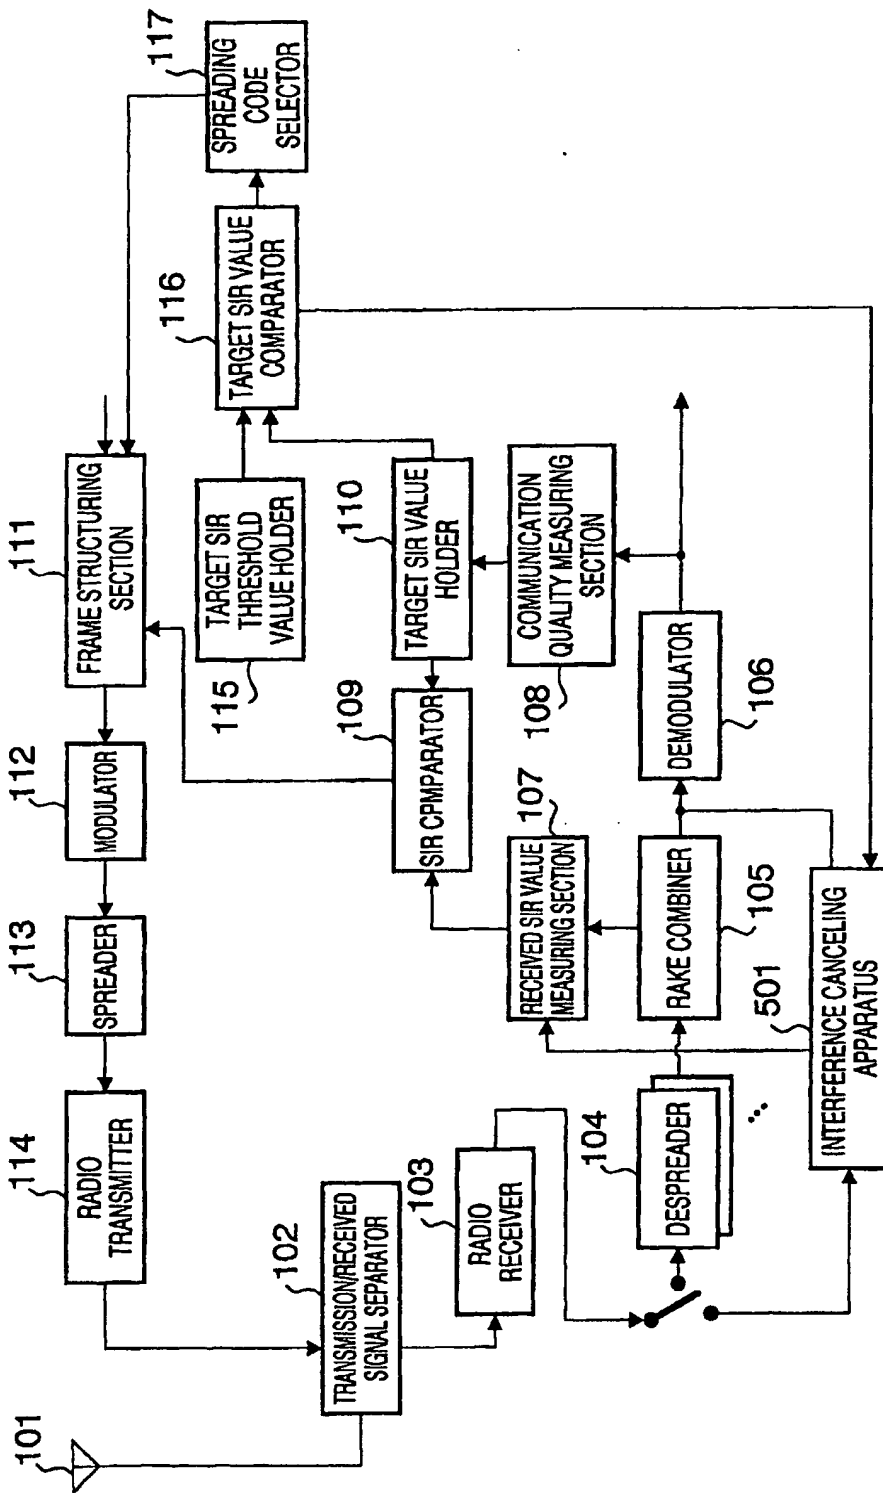 101
102
TRANSMISSION/RECEIVED
SIGNAL SEPARATOR
114
RADIO
TRANSMITTER
113
SPREADER
112
MODULATOR
111
FRAME STRUCTURING
SECTION
117
SPREADING
CODE
SELECTOR
116
TARGET SIR VALUE
COMPARATOR
TARGET SIR
THRESHOLD
VALUE HOLDER
115
110
TARGET SIR VALUE
HOLDER
109
SIR CPMPARATOR
COMMUNICATION
QUALITY MEASURING
SECTION
108
107
RECEIVED SIR VALUE
MEASURING SECTION
103
RADIO
RECEIVER
104
DESPREADER
...
RAKE COMBINER
105
DEMODULATOR
106
501
INTERFERENCE CANCELING
APPARATUS